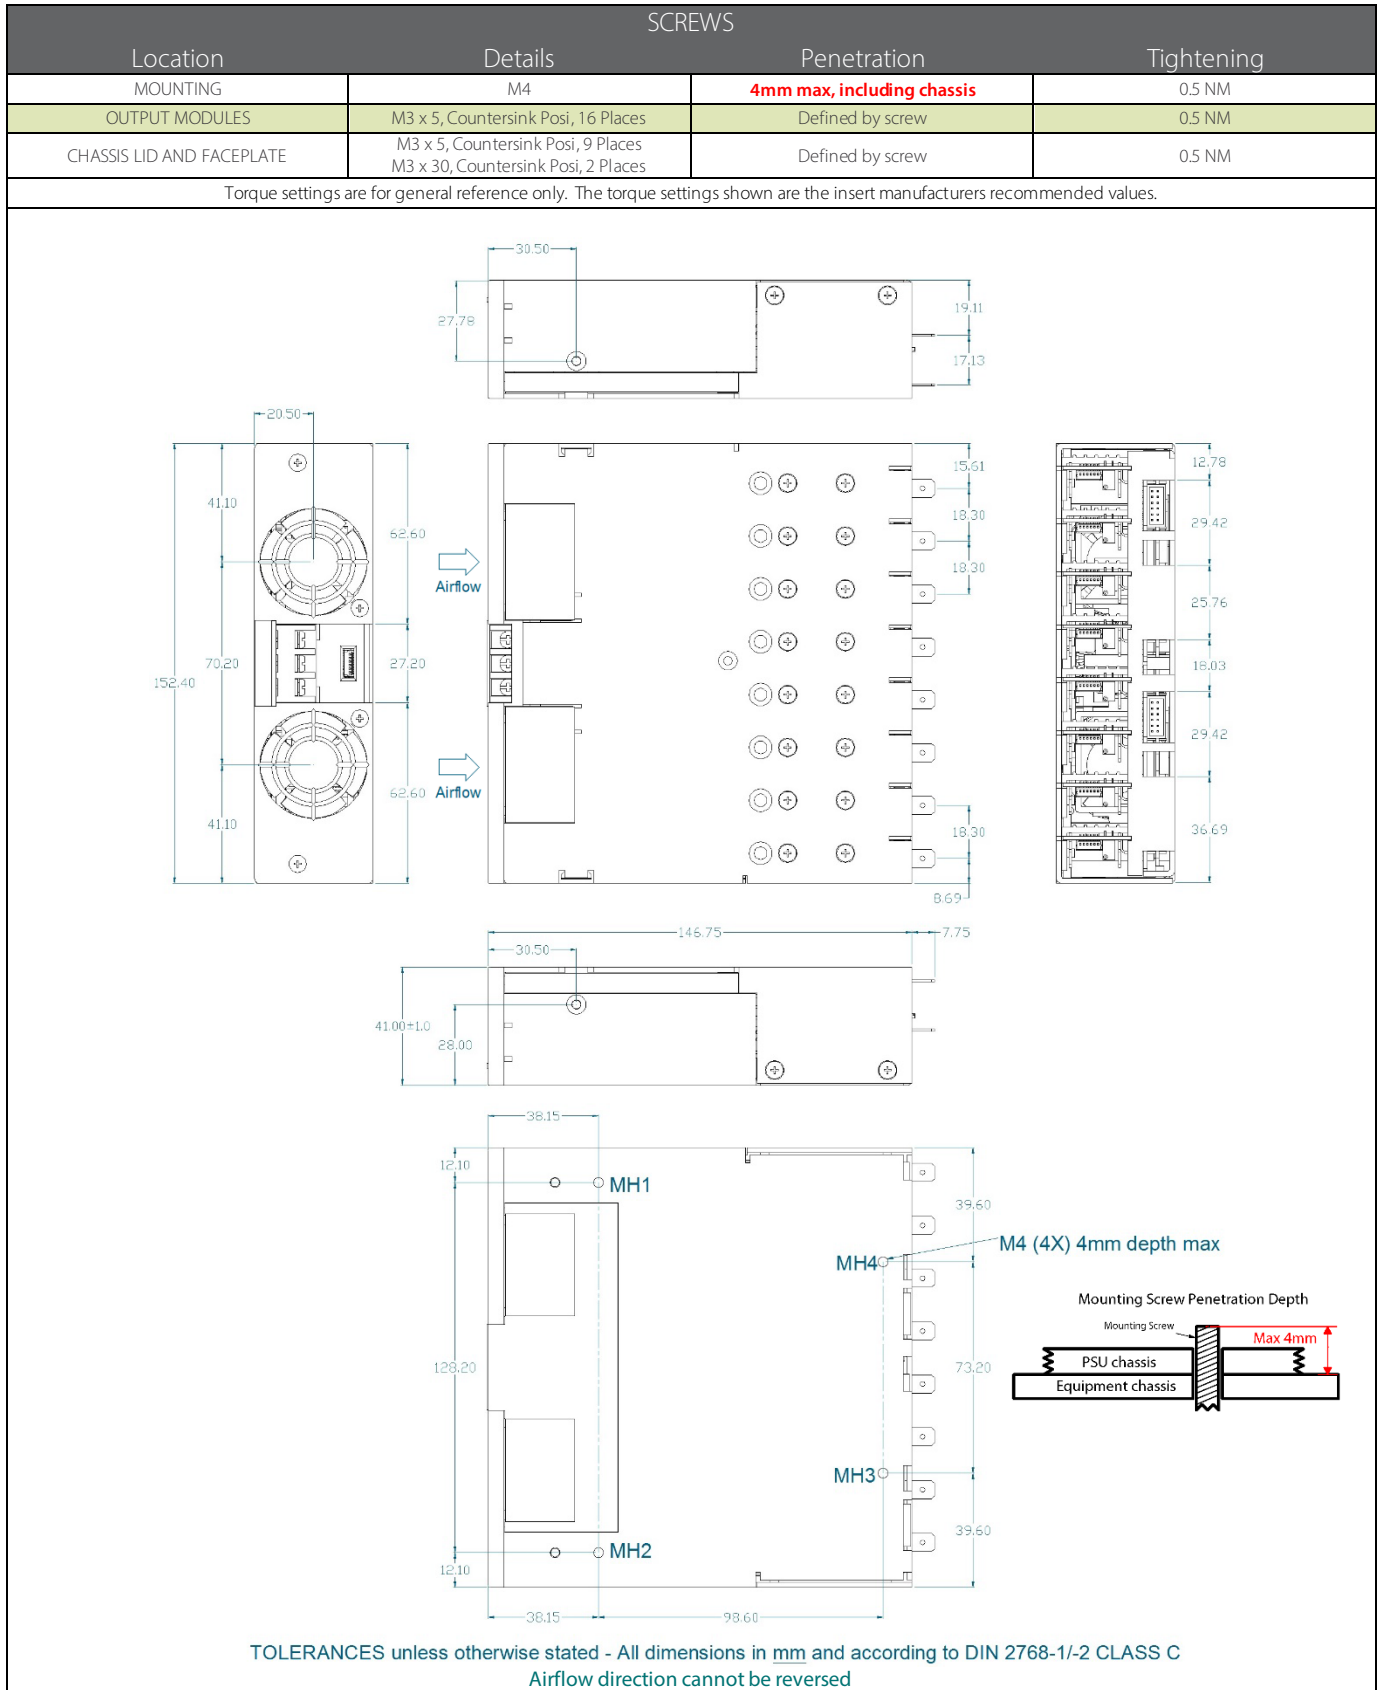 SCREWS
Location Details Penetration Tightening
MOUNTING M4 4mm max, including chassis 0.5 NM
OUTPUT MODULES M3 x 5, Countersink Posi, 16 Places Defined by screw 0.5 NM
CHASSIS LID AND FACEPLATE M3 x 5, Countersink Posi, 9 Places
M3 x 30, Countersink Posi, 2 Places Defined by screw 0.5 NM
Torque settings are for general reference only. The torque settings shown are the insert manufacturers recommended values.
30.50
27.78
19.11
17.13
20.50
41.10
62.60
Airflow
15.61
18.30
18.30
12.78
29.42
25.76
70.20
27.20
152.40
18.03
29.42
62.60
Airflow
41.10
18.30
36.69
8.69
146.75
7.75
30.50
41.00±1.0
28.00
38.15
12.10
MH1
39.60
M4 (4X) 4mm depth max
MH4
Mounting Screw Penetration Depth
Mounting Screw
Max 4mm
PSU chassis
Equipment chassis
128.20
73.20
MH3
39.60
MH2
12.10
38.15
98.60
TOLERANCES unless otherwise stated - All dimensions in mm and according to DIN 2768-1/-2 CLASS C
Airflow direction cannot be reversed